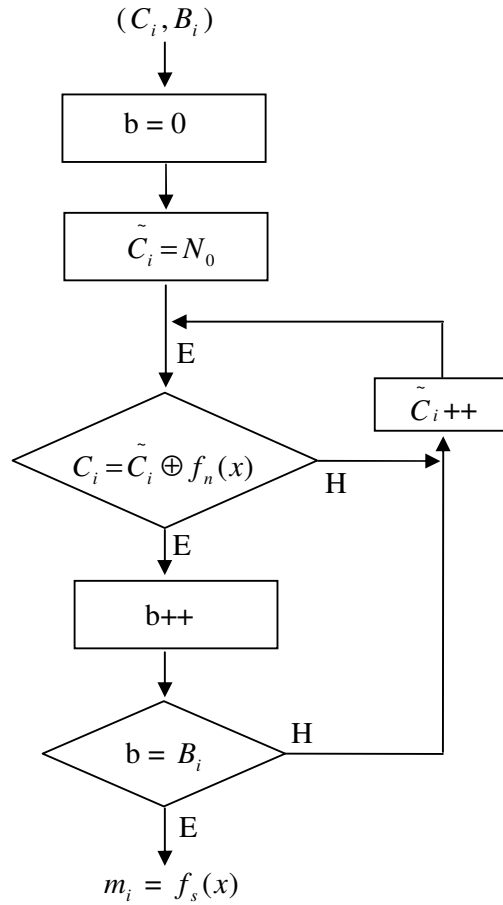 (C_i, B_i)
b = 0
C̃_i = N_0
E
C̃_i ++
C_i = C̃_i ⊕ f_n(x)
H
E
b++
H
b = B_i
E
m_i = f_s(x)